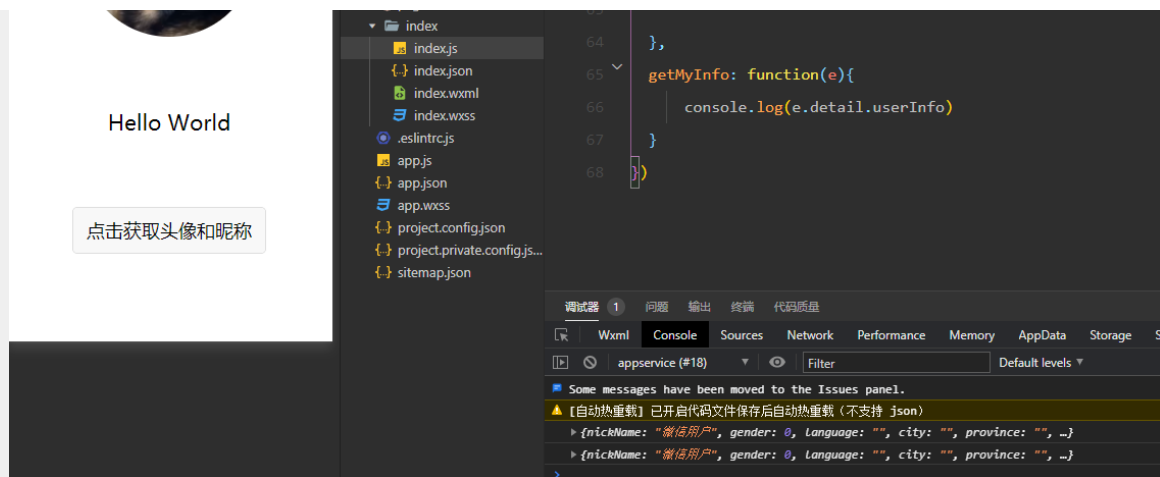 Hello World
点击获取头像和昵称
index
index.js
index.json
index.wxml
index.wxss
.eslintrc.js
app.js
app.json
app.wxss
project.config.json
project.private.config.js...
sitemap.json
64 },
65 getMyInfo: function(e){
66 console.log(e.detail.userInfo)
67 }
68 })
调试器 1 问题 输出 终端 代码质量
Wxml Console Sources Network Performance Memory AppData Storage S
appservice (#18) Filter Default levels
Some messages have been moved to the Issues panel.
[自动热重载] 已开启代码文件保存后自动热重载（不支持 json）
{nickName: "微信用户", gender: 0, language: "", city: "", province: "", …}
{nickName: "微信用户", gender: 0, language: "", city: "", province: "", …}